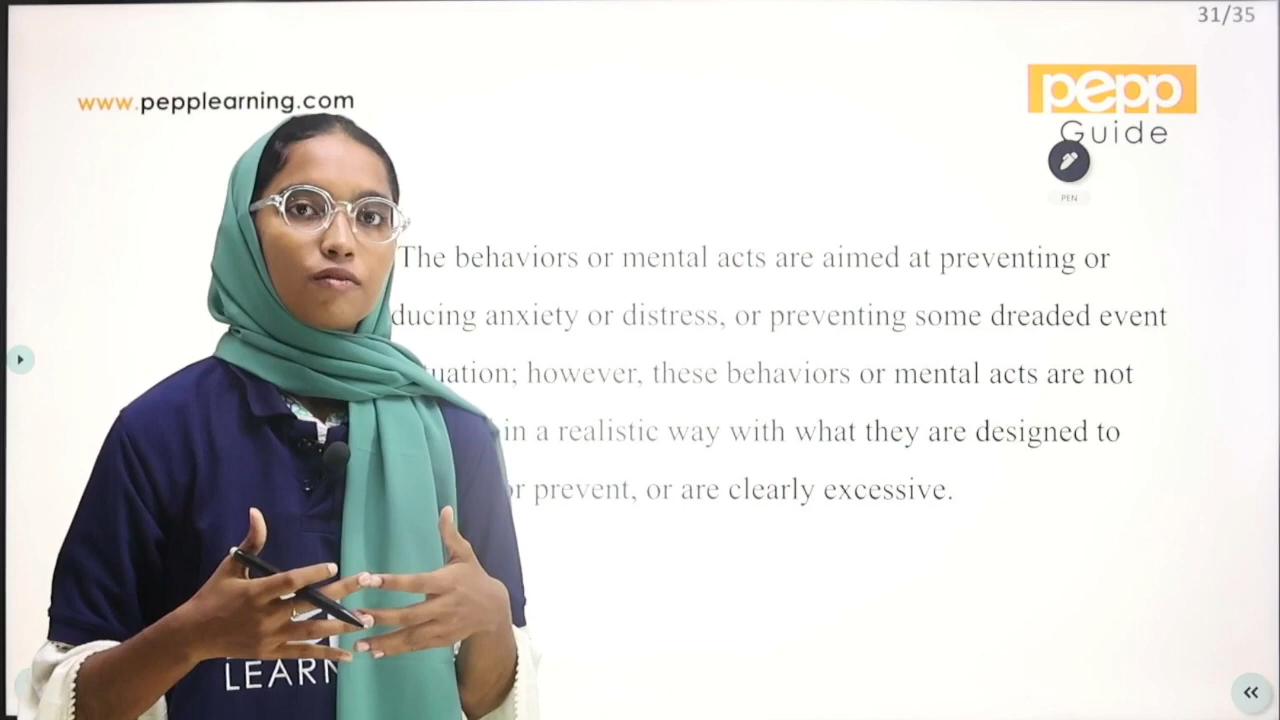 31/35
www.pepplearning.com
pepp
Guide
PEN
The behaviors or mental acts are aimed at preventing or
ducing anxiety or distress, or preventing some dreaded event
uation; however, these behaviors or mental acts are not
in a realistic way with what they are designed to
or prevent, or are clearly excessive.
LEARN